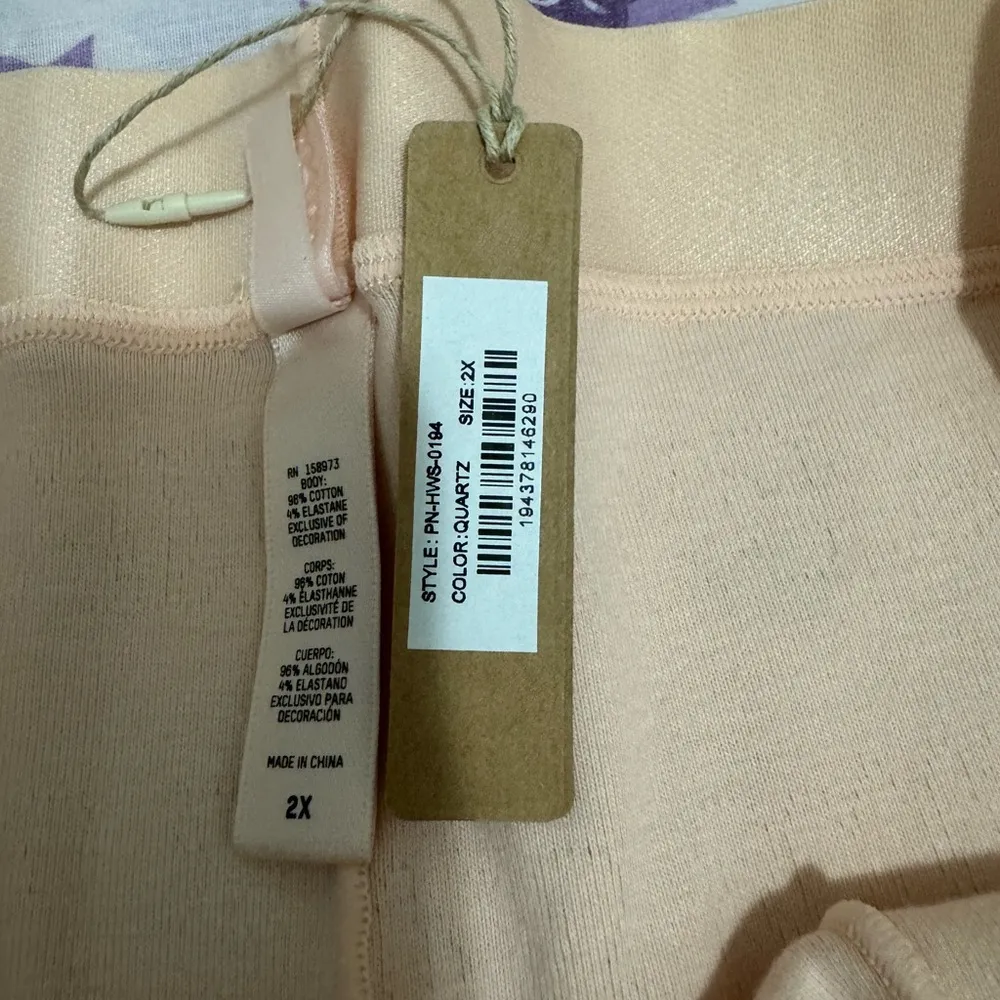 RN 158973
BODY:
96% COTTON
4% ELASTANE
EXCLUSIVE OF
DECORATION
CORPS:
96% COTON
4% ÉLASTHANNE
EXCLUSIVITÉ DE
LA DÉCORATION
CUERPO:
96% ALGODÓN
4% ELASTANO
EXCLUSIVO PARA
DECORACIÓN
MADE IN CHINA
2X
STYLE: PN-HWS-0194
COLOR:QUARTZ SIZE:2X
194378146290